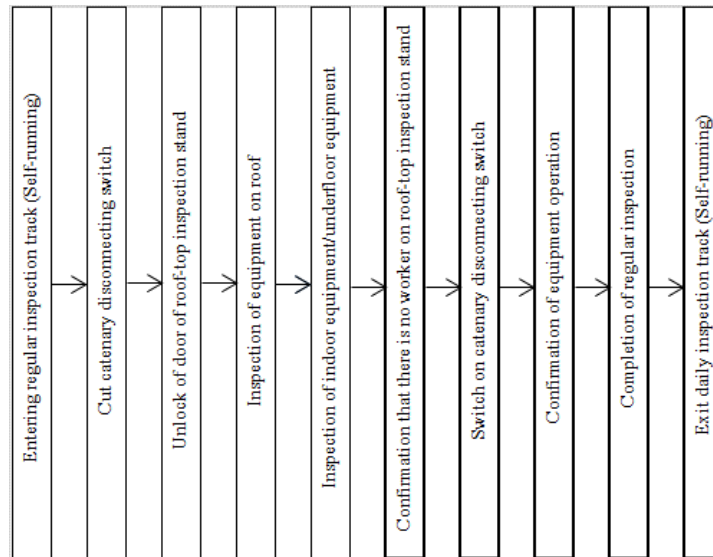 Entering regular inspection track (Self-running)
Cut catenary disconnecting switch
Unlock of door of roof-top inspection stand
Inspection of equipment on roof
Inspection of indoor equipment/underfloor equipment
Confirmation that there is no worker on roof-top inspection stand
Switch on catenary disconnecting switch
Confirmation of equipment operation
Completion of regular inspection
Exit daily inspection track (Self-running)